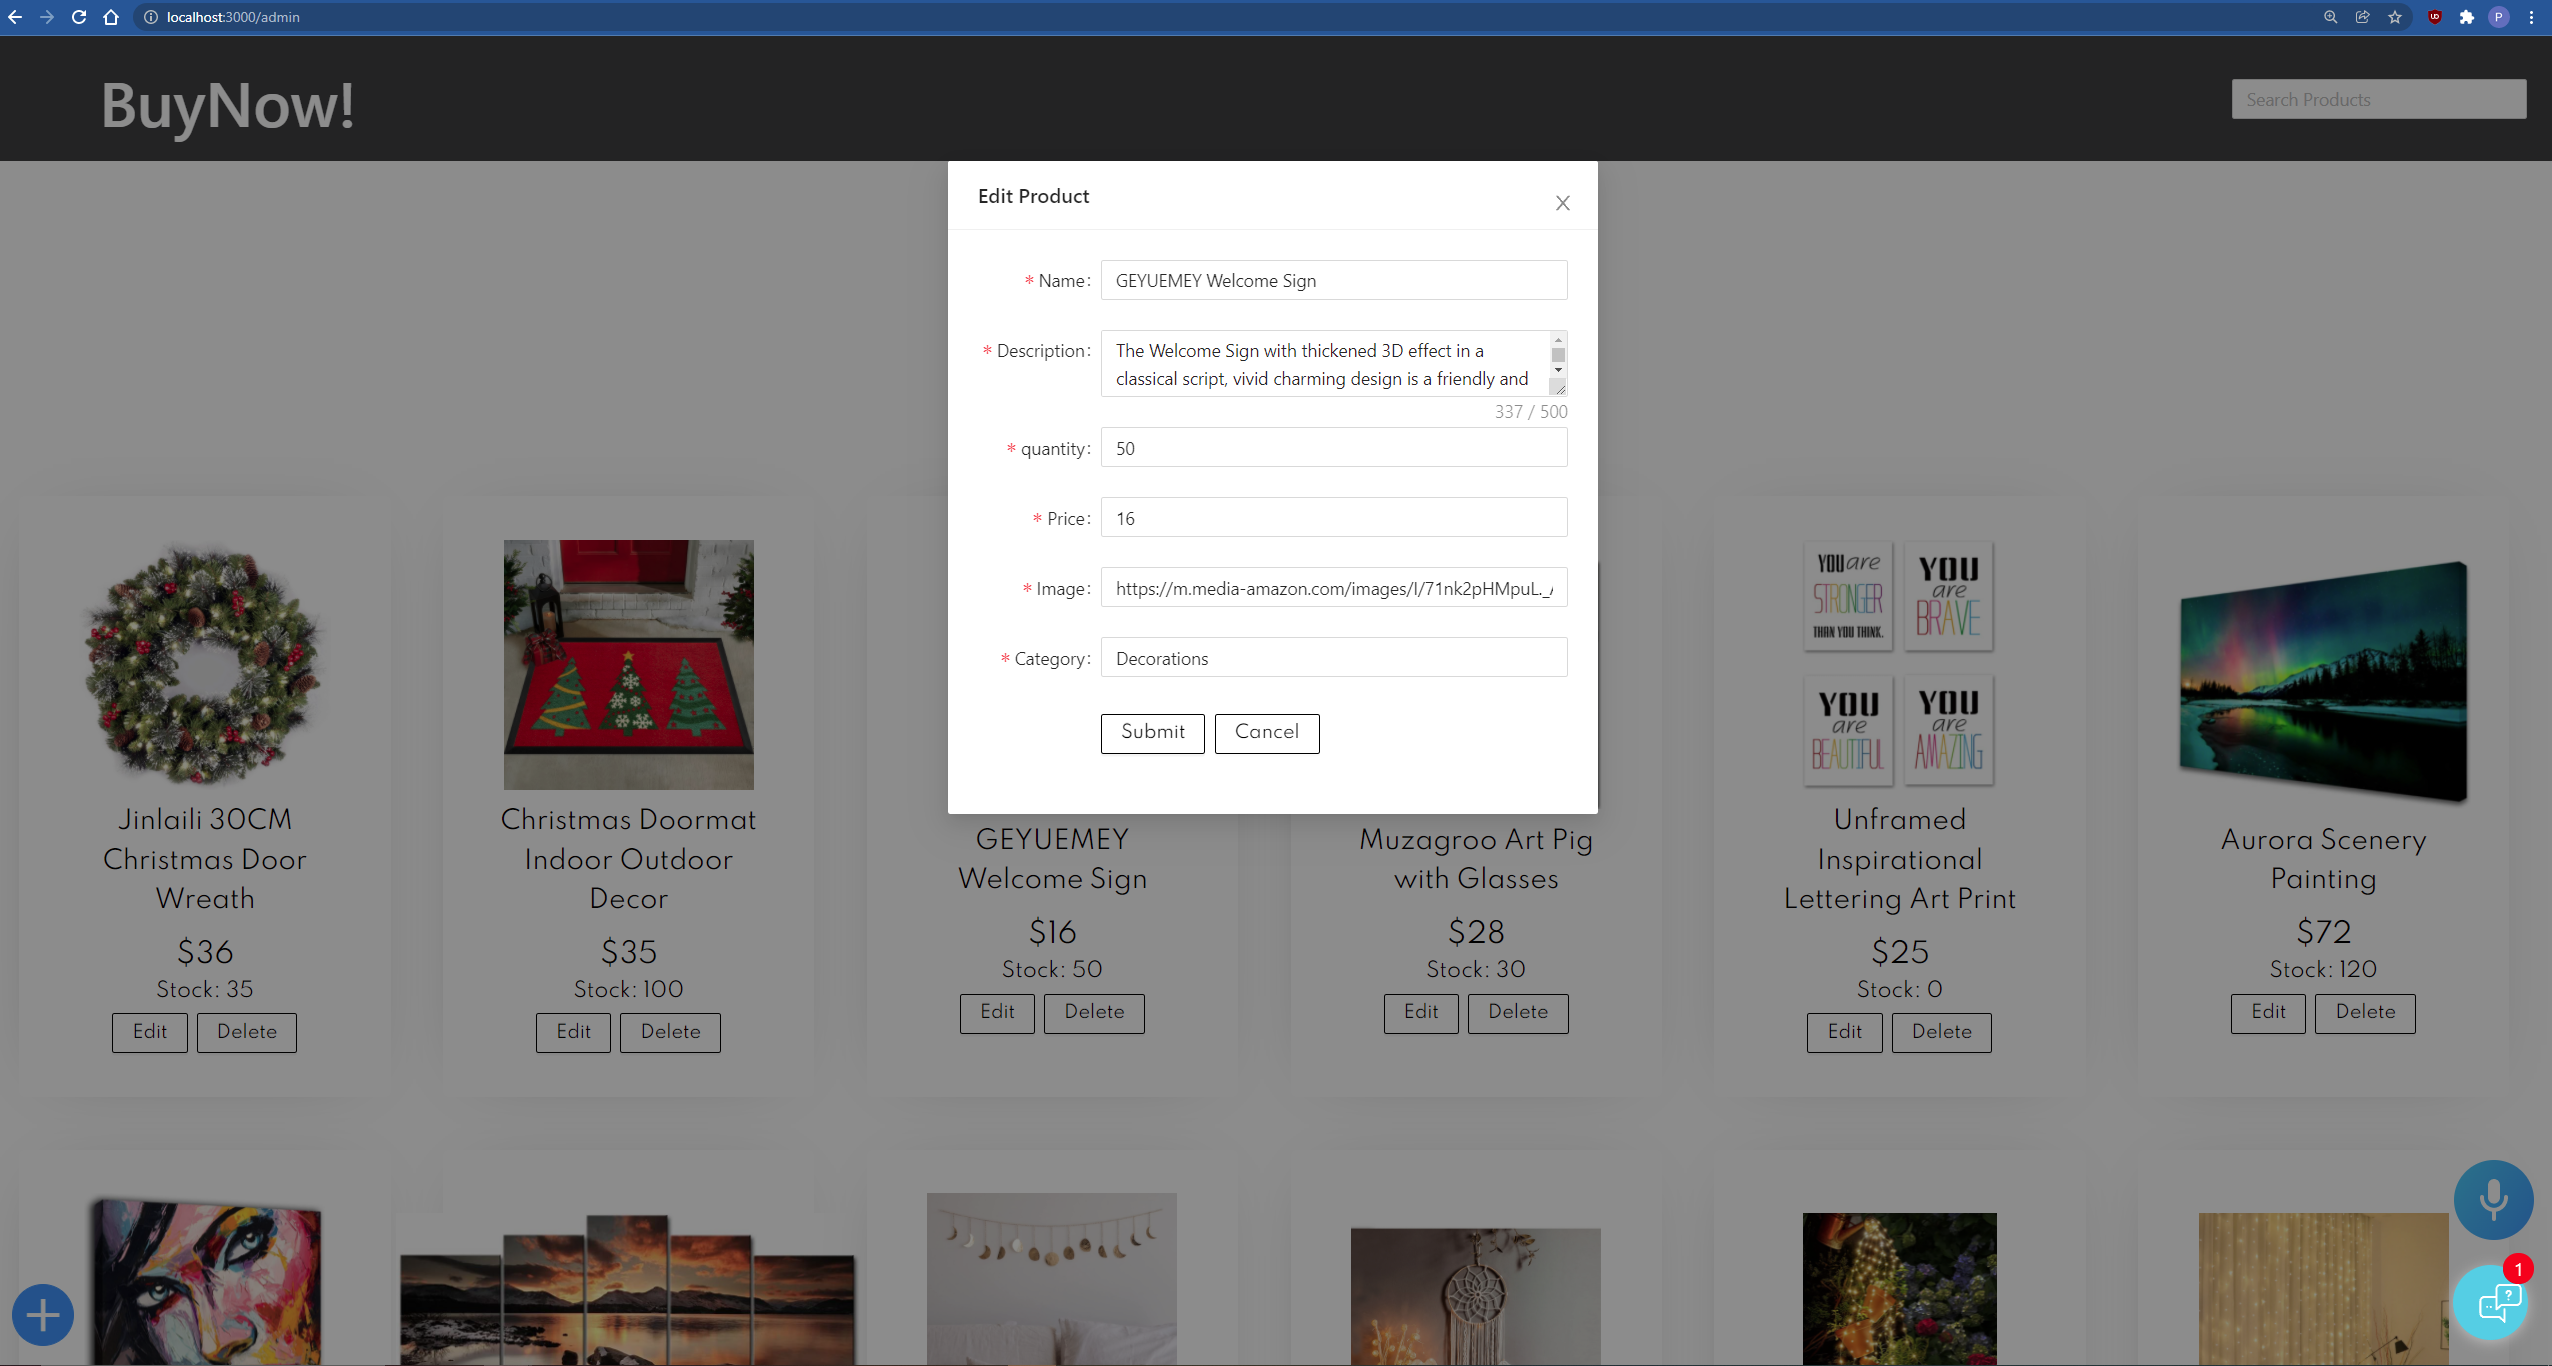 localhost:3000/admin
P
BuyNow!
Search Products
Edit Product
* Name: GEYUEMEY Welcome Sign
* Description: The Welcome Sign with thickened 3D effect in a
classical script, vivid charming design is a friendly and
337 / 500
* quantity: 50
* Price: 16
* Image: https://m.media-amazon.com/images/I/71nk2pHMpuL._
* Category: Decorations
Submit Cancel
YOU are
STRONGER
THAN YOU THINK.
YOU
are
BRAVE
YOU
are
BEAUTIFUL
YOU
are
AMAZING
Jinlaili 30CM
Christmas Door
Wreath
$36
Stock: 35
Edit Delete
Christmas Doormat
Indoor Outdoor
Decor
$35
Stock: 100
Edit Delete
GEYUEMEY
Welcome Sign
$16
Stock: 50
Edit Delete
Muzagroo Art Pig
with Glasses
$28
Stock: 30
Edit Delete
Unframed
Inspirational
Lettering Art Print
$25
Stock: 0
Edit Delete
Aurora Scenery
Painting
$72
Stock: 120
Edit Delete
1